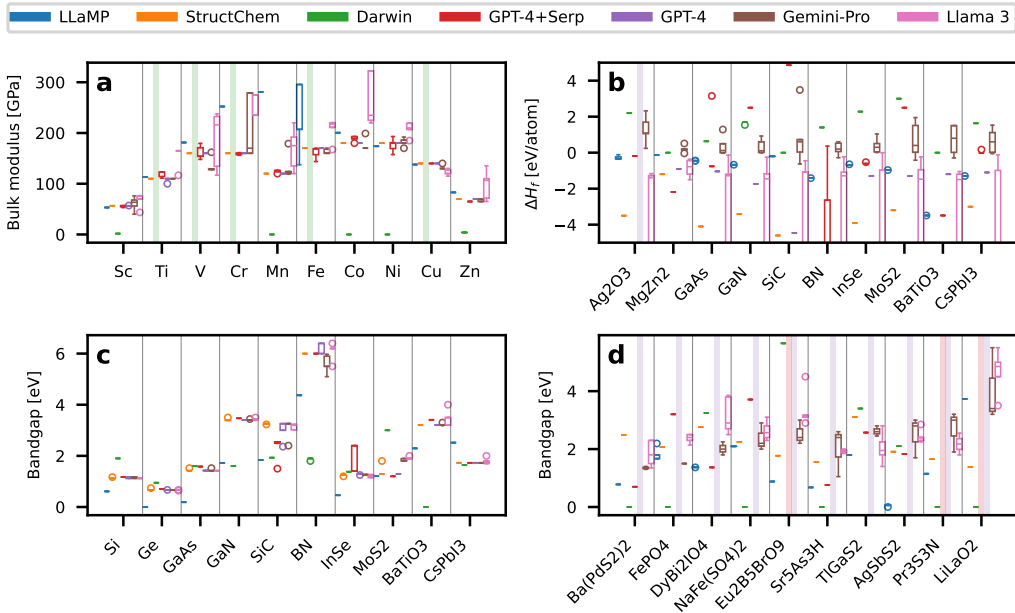 LLaMP StructChem Darwin GPT-4+Serp GPT-4 Gemini-Pro Llama 3
a
Bulk modulus [GPa]
300
200
100
0
Sc Ti V Cr Mn Fe Co Ni Cu Zn
b
ΔHf [eV/atom]
4
2
0
−2
−4
Ag2O3 MgZn2 GaAs GaN SiC BN InSe MoS2 BaTiO3 CsPbI3
c
Bandgap [eV]
6
4
2
0
Si Ge GaAs GaN SiC BN InSe MoS2 BaTiO3 CsPbI3
d
Bandgap [eV]
4
2
0
Ba(PdS2)2 FePO4 DyBi2IO4 NaFe(SO4)2 Eu2B5BrO9 Sr5As3H TlGaS2 AgSbS2 Pr3S3N LiLaO2